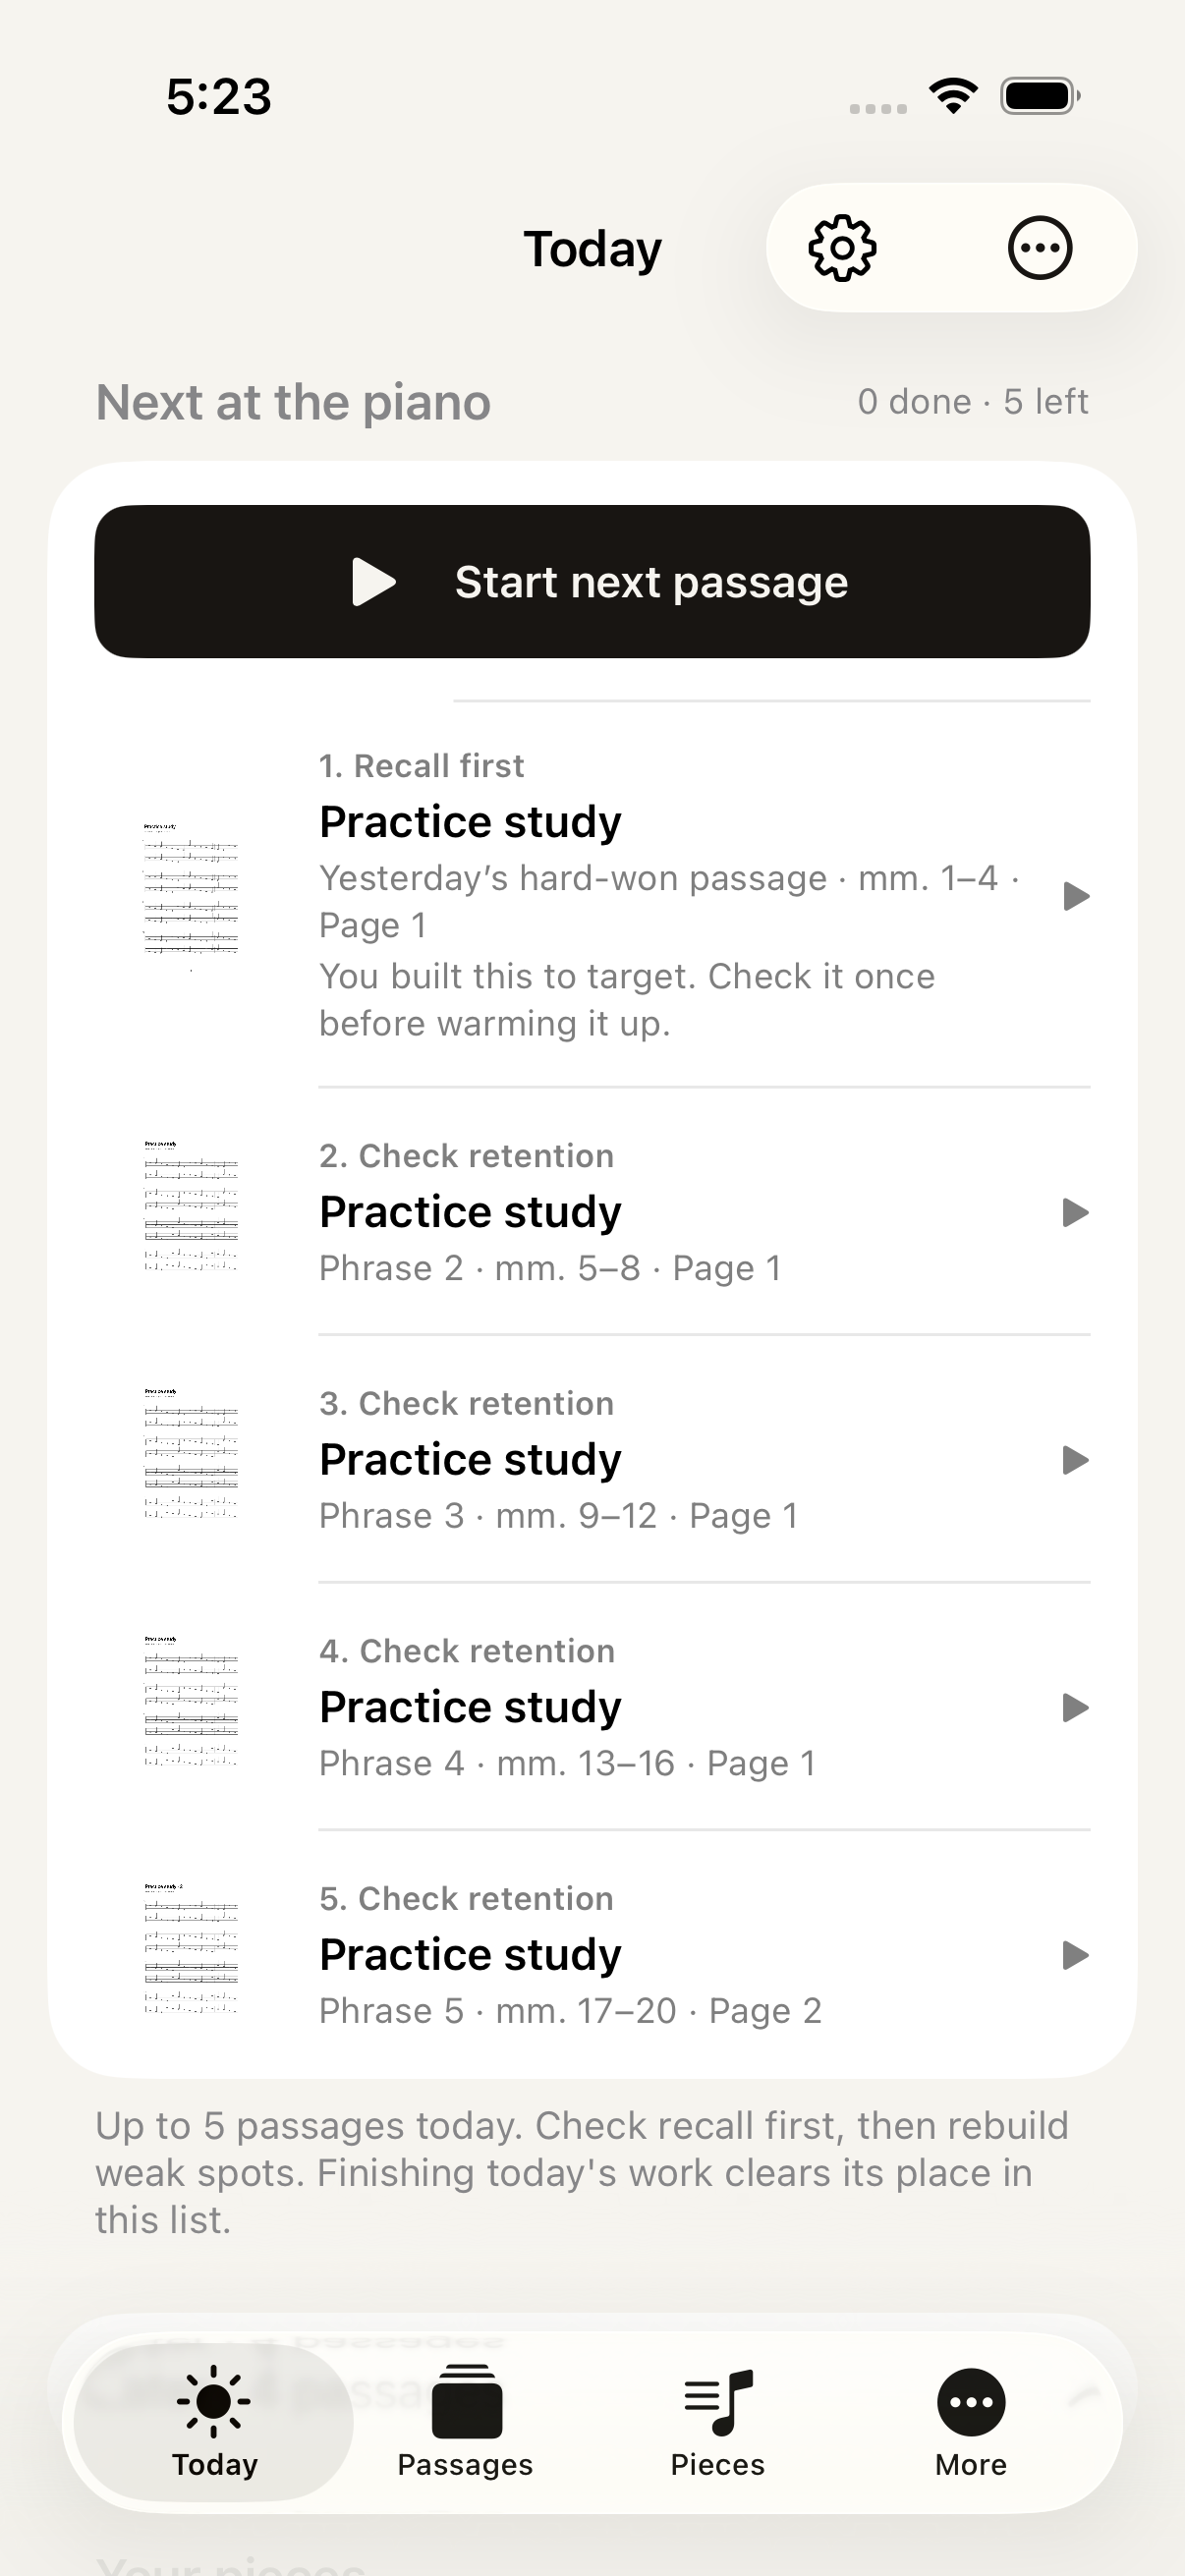 5:23
Today
Next at the piano
0 done · 5 left
Start next passage
1. Recall first
Practice study
Yesterday’s hard-won passage · mm. 1–4 ·
Page 1
You built this to target. Check it once
before warming it up.
2. Check retention
Practice study
Phrase 2 · mm. 5–8 · Page 1
3. Check retention
Practice study
Phrase 3 · mm. 9–12 · Page 1
4. Check retention
Practice study
Phrase 4 · mm. 13–16 · Page 1
5. Check retention
Practice study
Phrase 5 · mm. 17–20 · Page 2
Up to 5 passages today. Check recall first, then rebuild
weak spots. Finishing today's work clears its place in
this list.
Today
Passages
Pieces
More
Your pieces